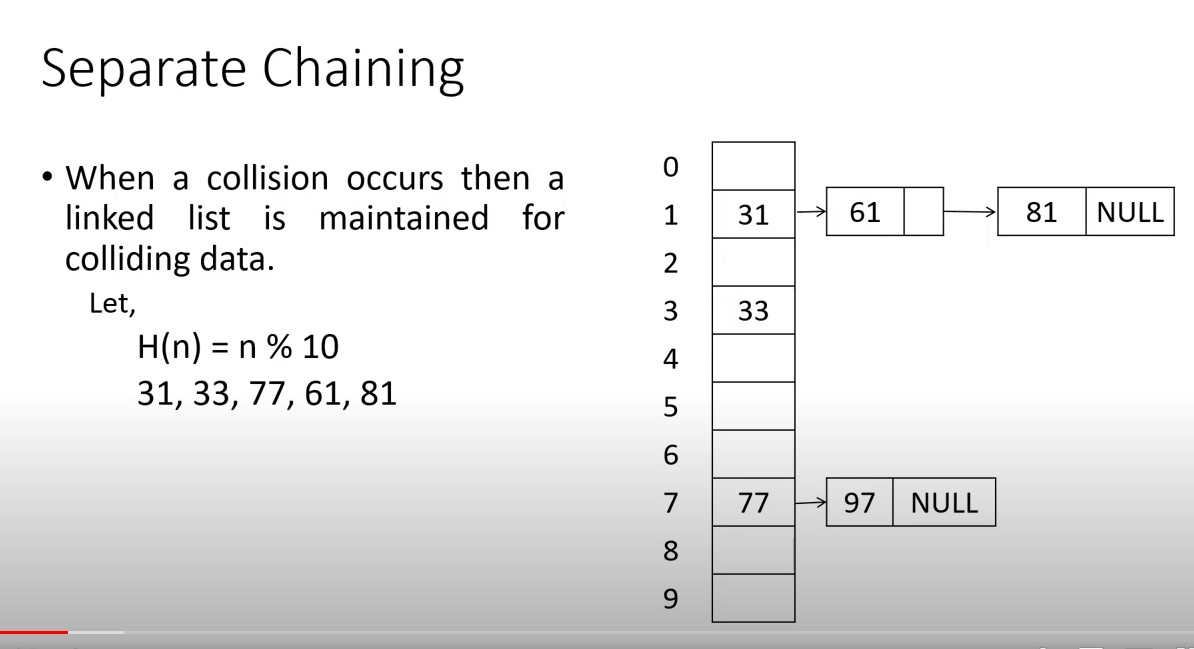 Separate Chaining
• When a collision occurs then a
linked list is maintained for
colliding data.
Let,
H(n) = n % 10
31, 33, 77, 61, 81
0
1 31 61 81 NULL
2
3 33
4
5
6
7 77 97 NULL
8
9